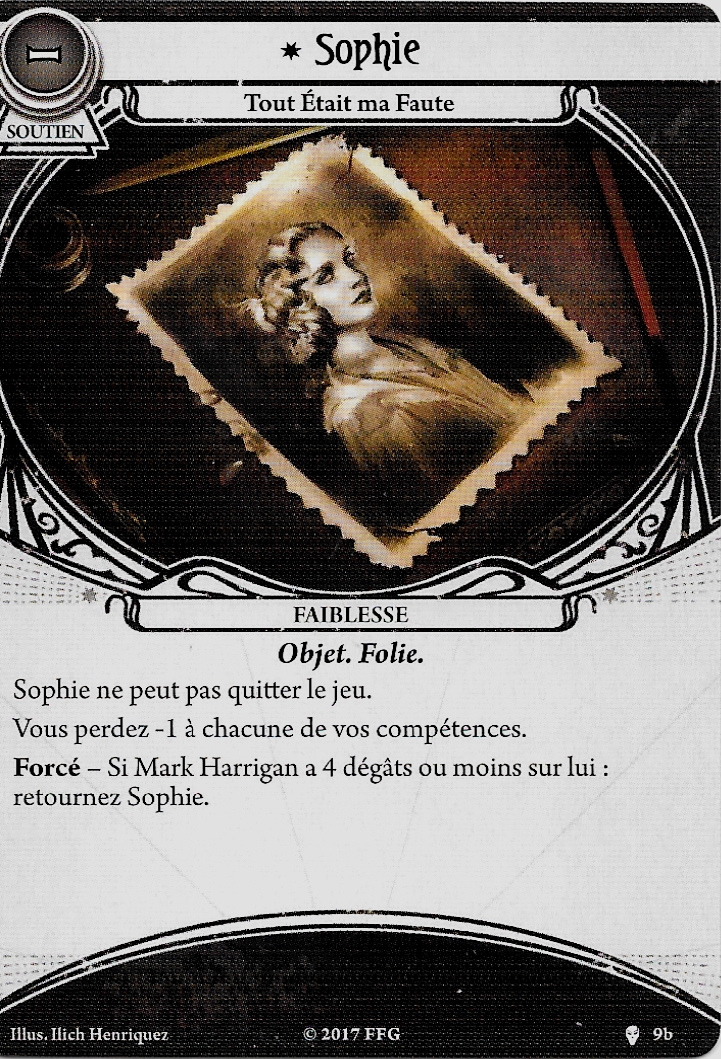 Sophie
Tout Était ma Faute
SOUTIEN
FAIBLESSE
Objet. Folie.
Sophie ne peut pas quitter le jeu.
Vous perdez -1 à chacune de vos compétences.
Forcé – Si Mark Harrigan a 4 dégâts ou moins sur lui :
retournez Sophie.
Illus. Ilich Henriquez
© 2017 FFG
9b